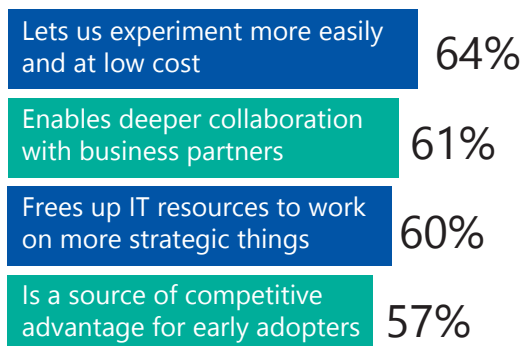 Lets us experiment more easily
and at low cost
64%
Enables deeper collaboration
with business partners
61%
Frees up IT resources to work
on more strategic things
60%
Is a source of competitive
advantage for early adopters
57%